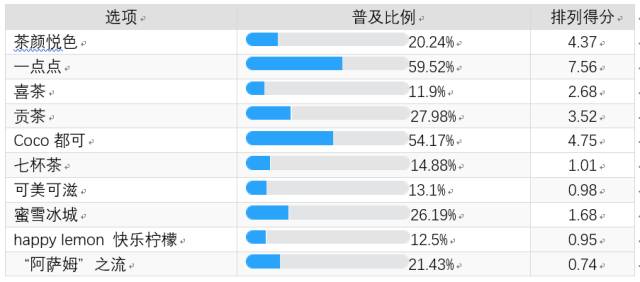 选项 普及比例 排列得分
茶颜悦色 20.24% 4.37
一点点 59.52% 7.56
喜茶 11.9% 2.68
贡茶 27.98% 3.52
Coco 都可 54.17% 4.75
七杯茶 14.88% 1.01
可美可滋 13.1% 0.98
蜜雪冰城 26.19% 1.68
happy lemon 快乐柠檬 12.5% 0.95
“阿萨姆”之流 21.43% 0.74